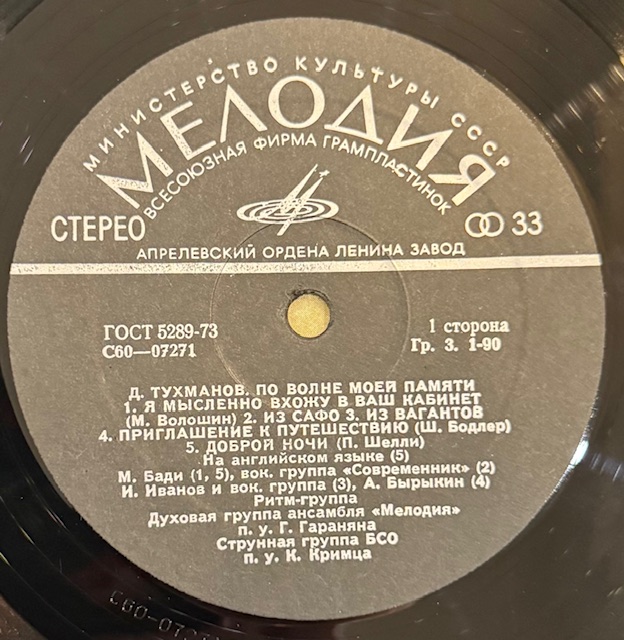 МИНИСТЕРСТВО КУЛЬТУРЫ СССР
МЕЛОДИЯ
ВСЕСОЮЗНАЯ ФИРМА ГРАМПЛАСТИНОК
СТЕРЕО
33
АПРЕЛЕВСКИЙ ОРДЕНА ЛЕНИНА ЗАВОД
ГОСТ 5289-73
С60—07271
1 сторона
Гр. 3. 1-90
Д. ТУХМАНОВ. ПО ВОЛНЕ МОЕЙ ПАМЯТИ
1. Я МЫСЛЕННО ВХОЖУ В ВАШ КАБИНЕТ
(М. Волошин) 2. ИЗ САФО 3. ИЗ ВАГАНТОВ
4. ПРИГЛАШЕНИЕ К ПУТЕШЕСТВИЮ (Ш. Бодлер)
5. ДОБРОЙ НОЧИ (П. Шелли)
На английском языке (5)
М. Бади (1, 5), вок. группа «Современник» (2)
И. Иванов и вок. группа (3), А. Бырыкин (4)
Ритм-группа
Духовая группа ансамбля «Мелодия»
п. у. Г. Гараняна
Струнная группа БСО
п. у. К. Кримца